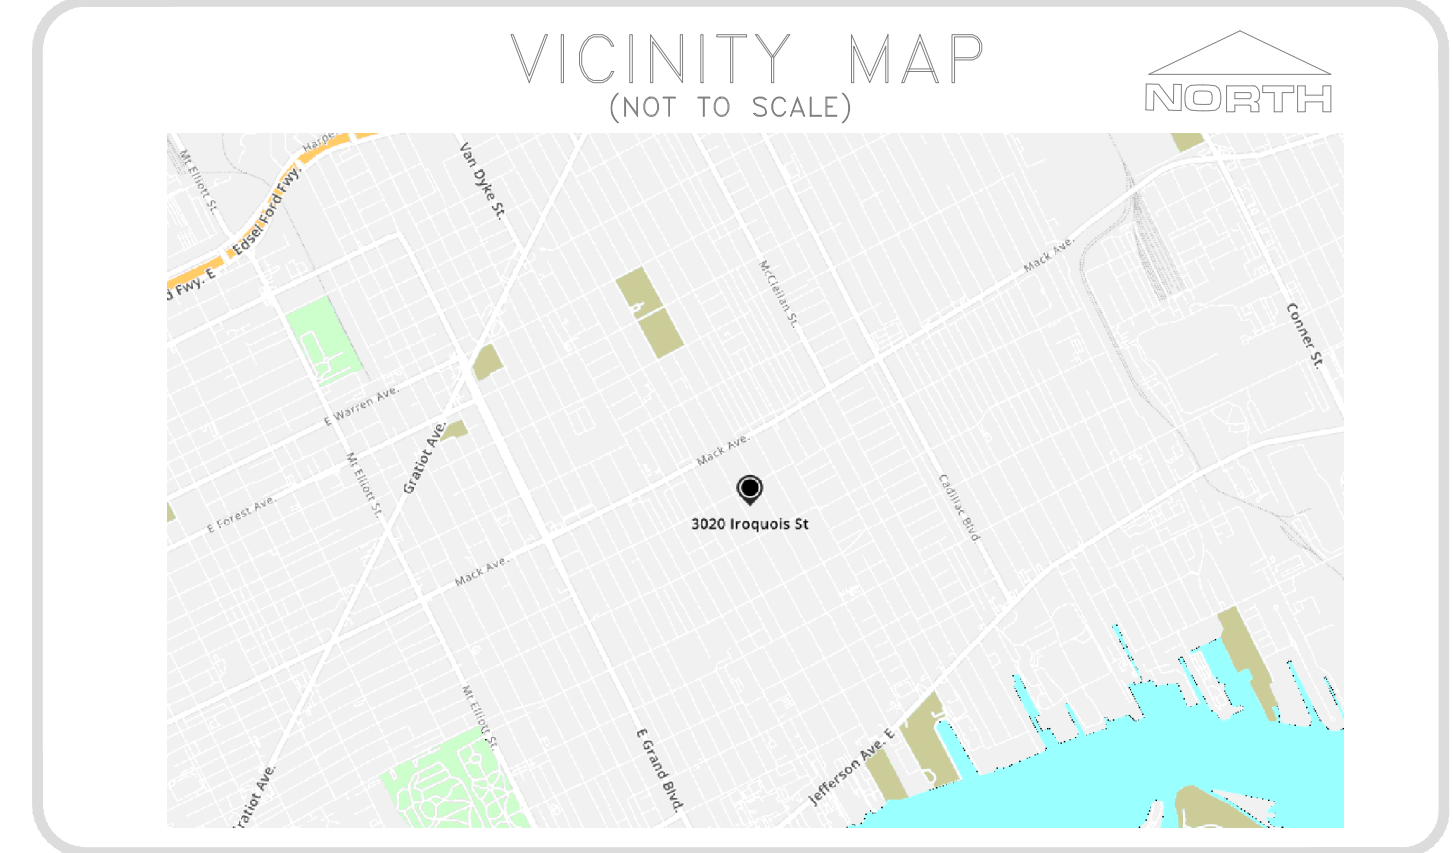 VICINITY MAP
(NOT TO SCALE)
NORTH
Harpe
Mt Elliott St.
Van Dyke St.
Edsel Ford Fwy.
d Fwy. E
McClellan St.
Mack Ave.
Conner St.
E Warren Ave.
Gratiot Ave.
Mack Ave.
Mt Elliott St.
E Forest Ave.
Cadillac Blvd
3020 Iroquois St
Mack Ave.
Mt Elliott St.
E Grand Blvd.
Jefferson Ave. E
ratiot Ave.